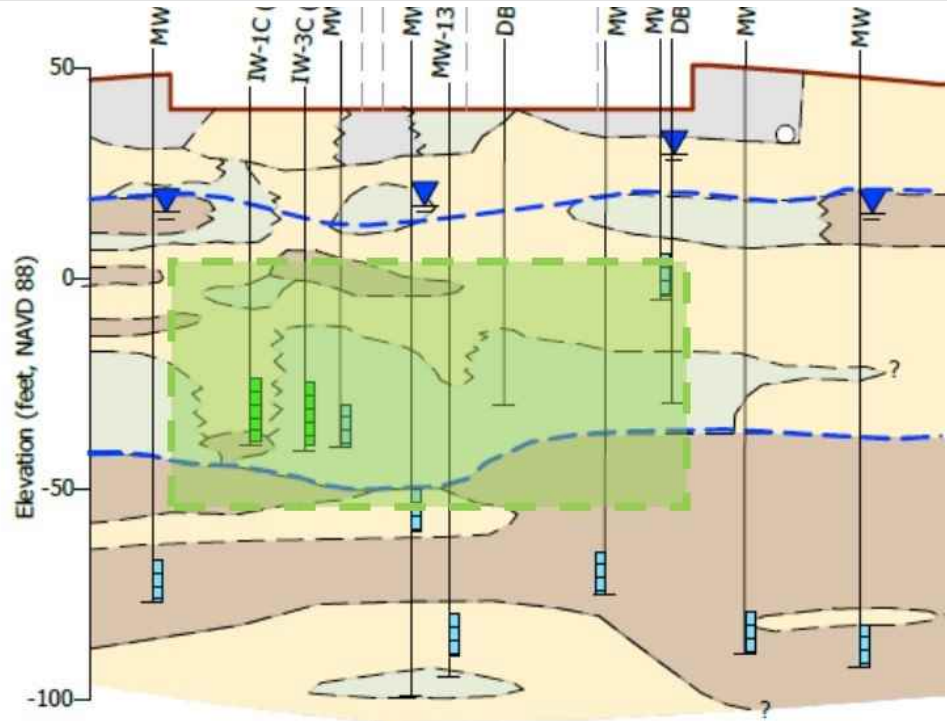 50
0
-50
-100
Elevation (feet, NAVD 88)
MW
IW-1C (
IW-3C (
MW
MW
MW-13
DB
MW
MW
DB
MW
MW
?
?